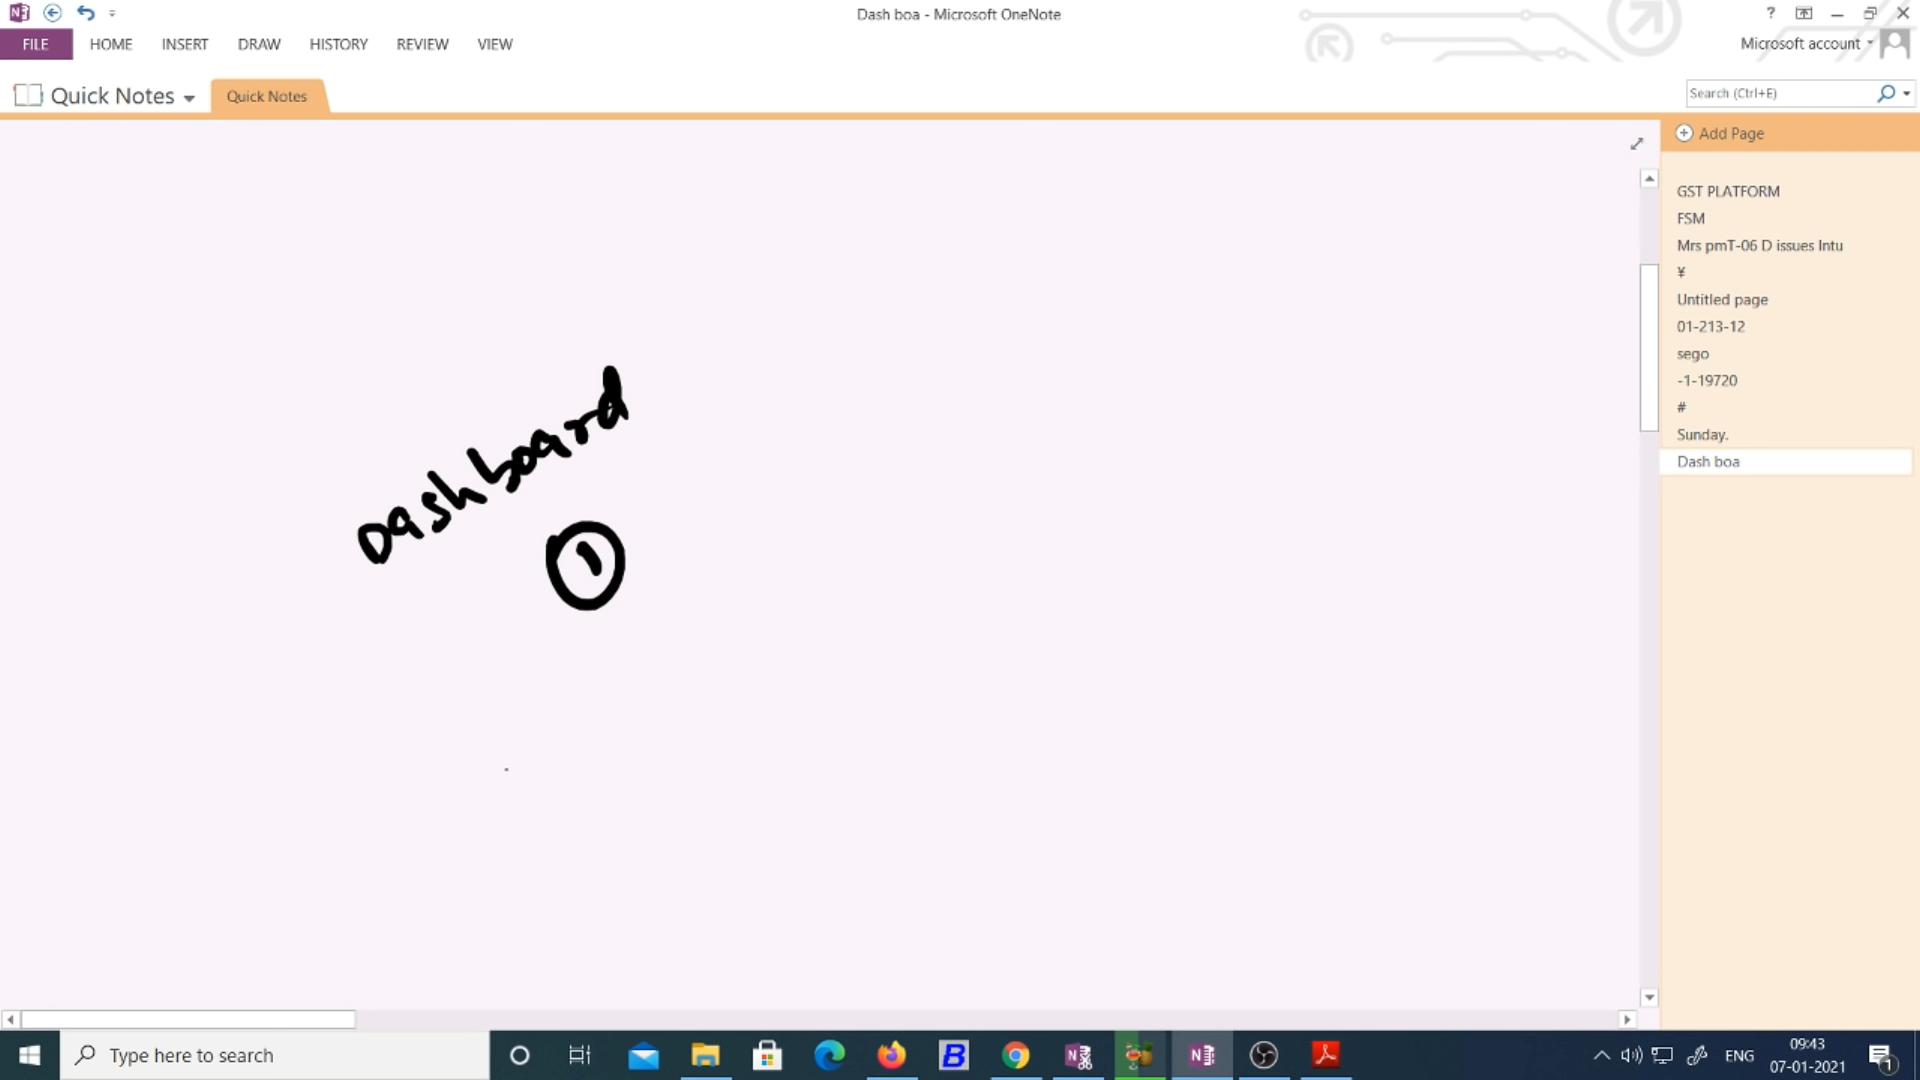 Dash boa - Microsoft OneNote
?
FILE HOME INSERT DRAW HISTORY REVIEW VIEW
Microsoft account
Quick Notes
Quick Notes
Search (Ctrl+E)
Add Page
GST PLATFORM
FSM
Mrs pmT-06 D issues Intu
¥
Untitled page
01-213-12
sego
-1-19720
#
Sunday.
Dash boa
Dashboard
1
Type here to search
B
N
N
ENG
09:43
07-01-2021
1